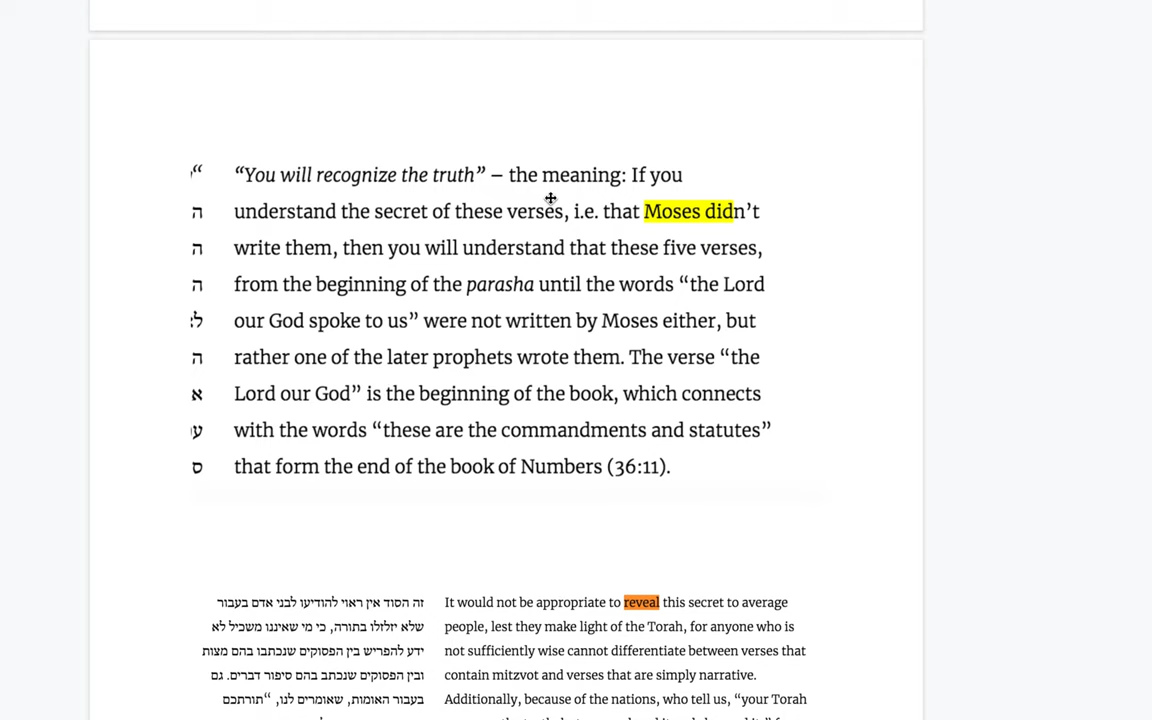 “You will recognize the truth” – the meaning: If you
understand the secret of these verses, i.e. that Moses didn’t
write them, then you will understand that these five verses,
from the beginning of the parasha until the words “the Lord
our God spoke to us” were not written by Moses either, but
rather one of the later prophets wrote them. The verse “the
Lord our God” is the beginning of the book, which connects
with the words “these are the commandments and statutes”
that form the end of the book of Numbers (36:11).
זה הסוד אין ראוי להודיעו לבני אדם בעבור
שלא יזלזלו בתורה, כי מי שאיננו משכיל לא
ידע להפריש בין הפסוקים שנכתבו בהם מצות
ובין הפסוקים שנכתב בהם סיפור דברים. גם
בעבור האומות, שאומרים לנו, “תורתכם
It would not be appropriate to reveal this secret to average
people, lest they make light of the Torah, for anyone who is
not sufficiently wise cannot differentiate between verses that
contain mitzvot and verses that are simply narrative.
Additionally, because of the nations, who tell us, “your Torah